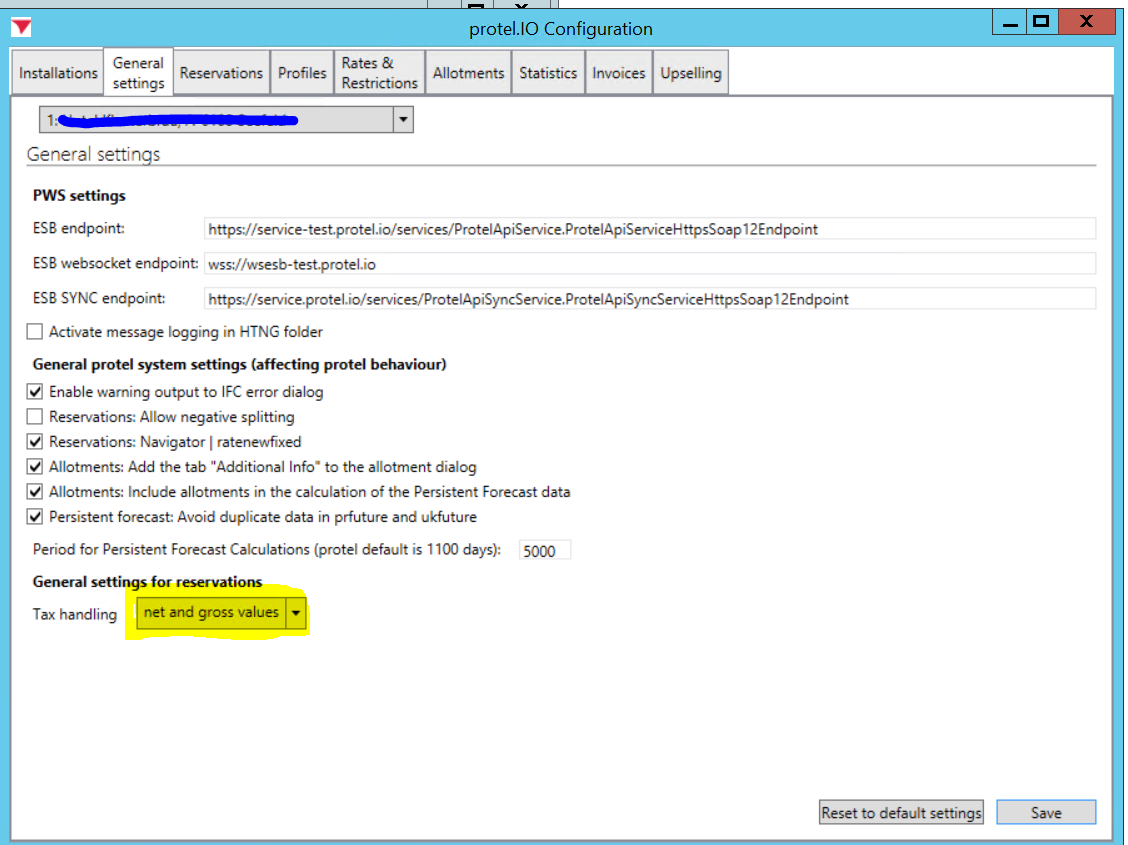 protel.IO Configuration
Installations
General settings
Reservations
Profiles
Rates & Restrictions
Allotments
Statistics
Invoices
Upselling
1:
General settings
PWS settings
ESB endpoint: https://service-test.protel.io/services/ProtelApiService.ProtelApiServiceHttpsSoap12Endpoint
ESB websocket endpoint: wss://wsesb-test.protel.io
ESB SYNC endpoint: https://service.protel.io/services/ProtelApiSyncService.ProtelApiSyncServiceHttpsSoap12Endpoint
Activate message logging in HTNG folder
General protel system settings (affecting protel behaviour)
Enable warning output to IFC error dialog
Reservations: Allow negative splitting
Reservations: Navigator | ratenewfixed
Allotments: Add the tab "Additional Info" to the allotment dialog
Allotments: Include allotments in the calculation of the Persistent Forecast data
Persistent forecast: Avoid duplicate data in prfuture and ukfuture
Period for Persistent Forecast Calculations (protel default is 1100 days): 5000
General settings for reservations
Tax handling net and gross values
Reset to default settings Save